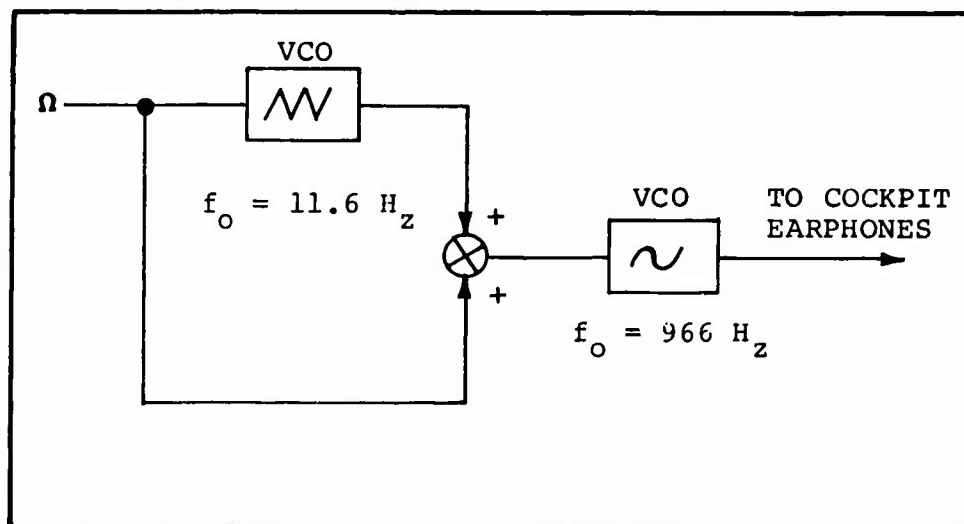 VCO
Ω
f_o = 11.6 H_z
+
VCO
TO COCKPIT
EARPHONES
+
f_o = 966 H_z